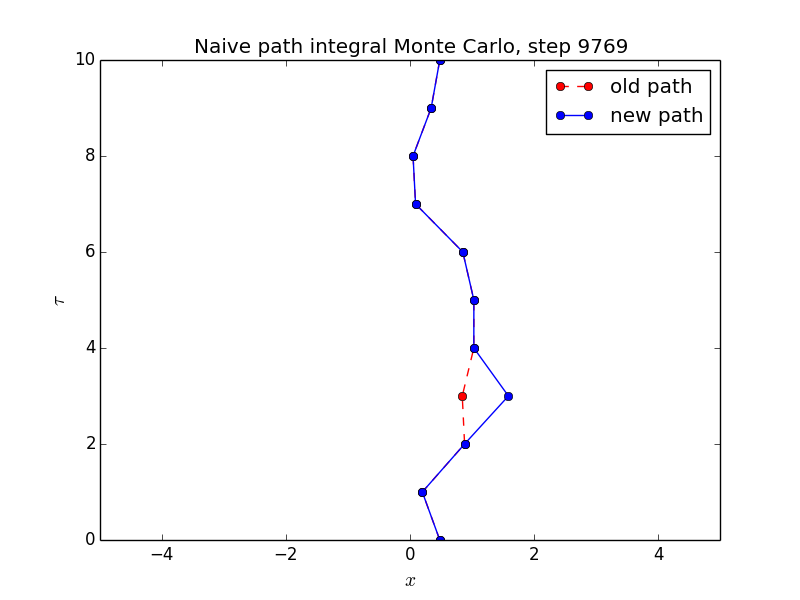 Naive path integral Monte Carlo, step 9769
10
old path
new path
8
6
τ
4
2
0
−4 −2 0 2 4
x